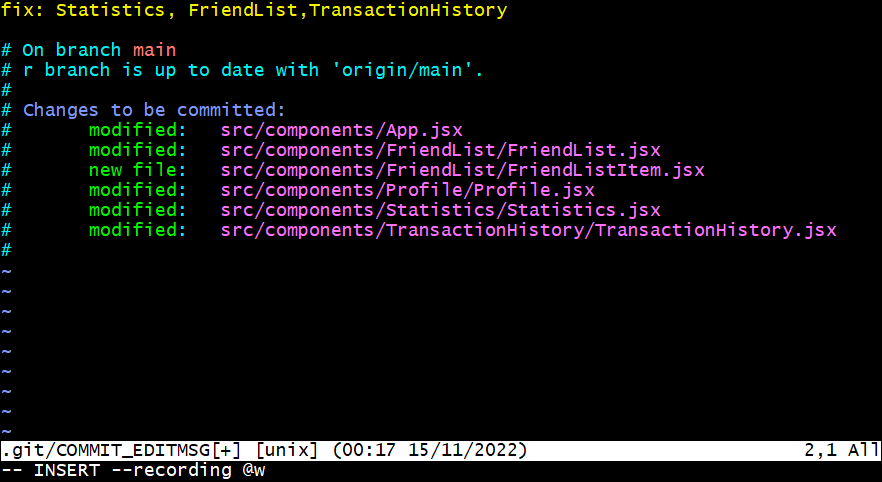 fix: Statistics, FriendList,TransactionHistory
# On branch main
# r branch is up to date with 'origin/main'.
#
# Changes to be committed:
#       modified:   src/components/App.jsx
#       modified:   src/components/FriendList/FriendList.jsx
#       new file:   src/components/FriendList/FriendListItem.jsx
#       modified:   src/components/Profile/Profile.jsx
#       modified:   src/components/Statistics/Statistics.jsx
#       modified:   src/components/TransactionHistory/TransactionHistory.jsx
#
~
~
~
~
~
~
~
~
~
.git/COMMIT_EDITMSG[+] [unix] (00:17 15/11/2022) 2,1 All
-- INSERT --recording @w